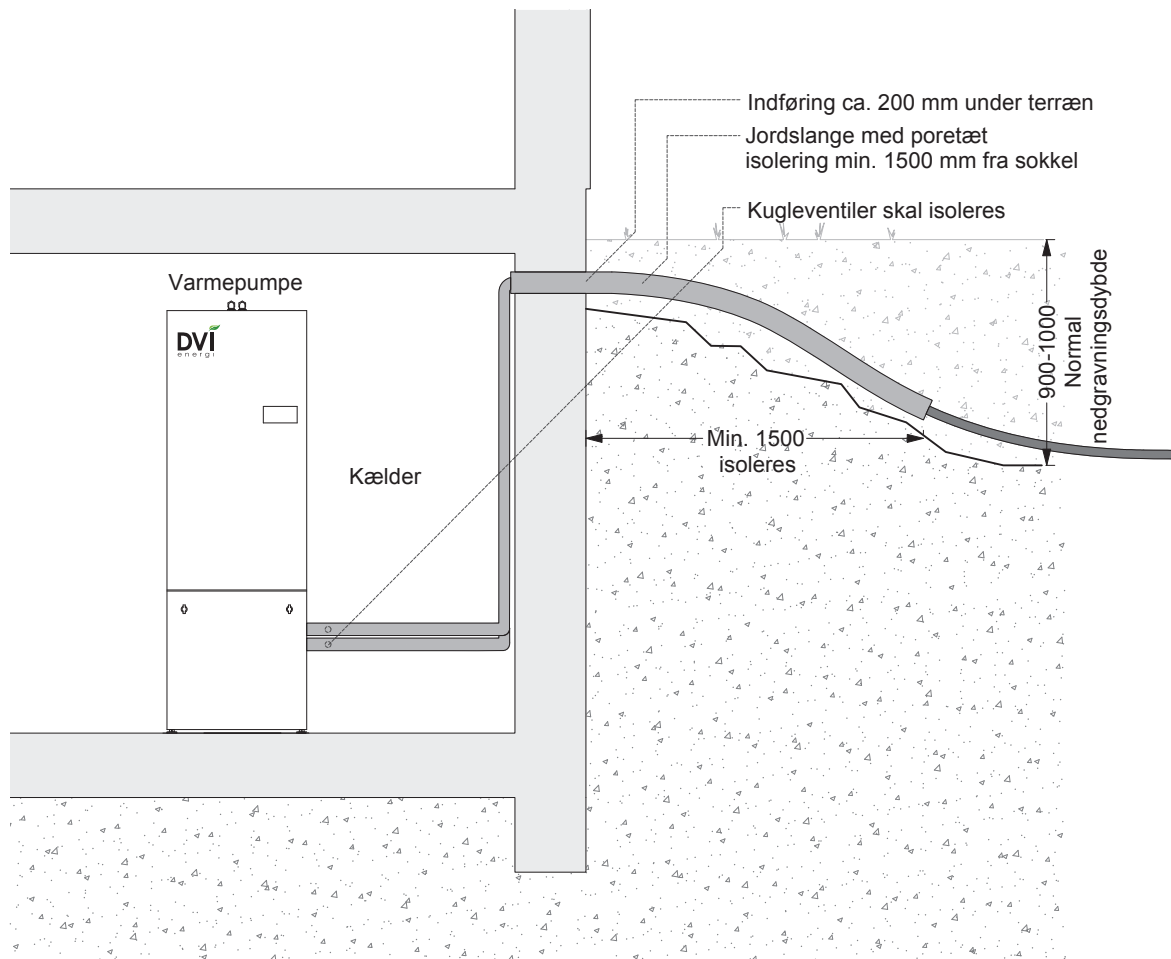 Indføring ca. 200 mm under terræn
Jordslange med poretæt
isolering min. 1500 mm fra sokkel
Kugleventiler skal isoleres
Varmepumpe
DVI
energi
Kælder
Min. 1500
isoleres
900-1000
Normal
nedgravningsdybde